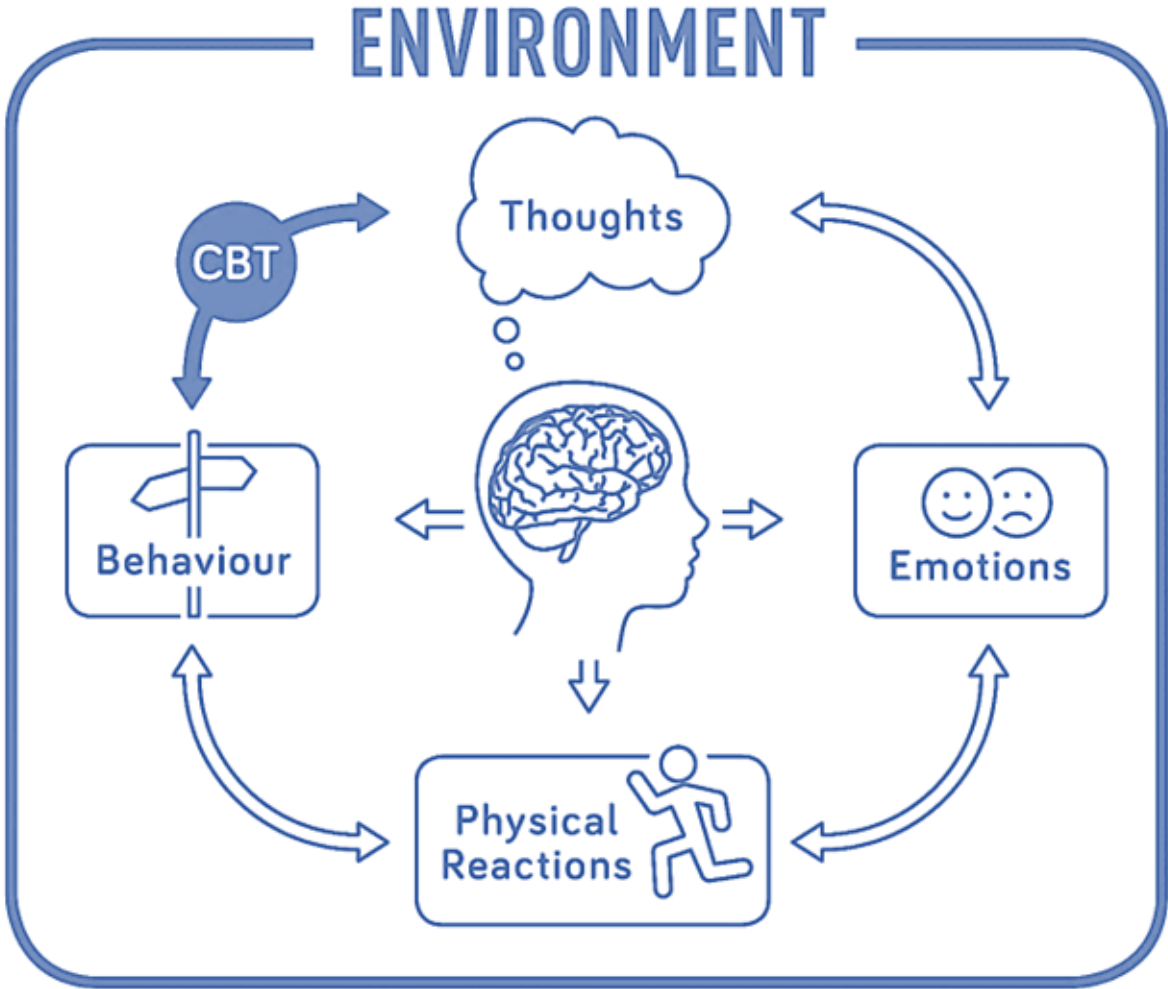 ENVIRONMENT
Thoughts
CBT
Behaviour
Emotions
Physical
Reactions